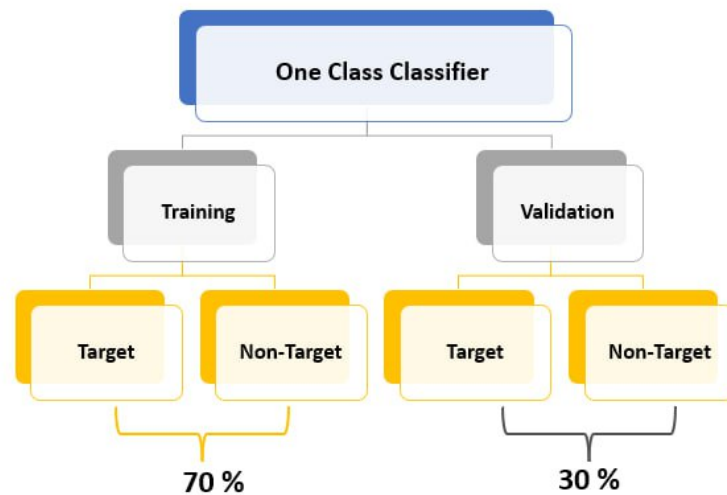 One Class Classifier
Training
Validation
Target
Non-Target
Target
Non-Target
70 %
30 %